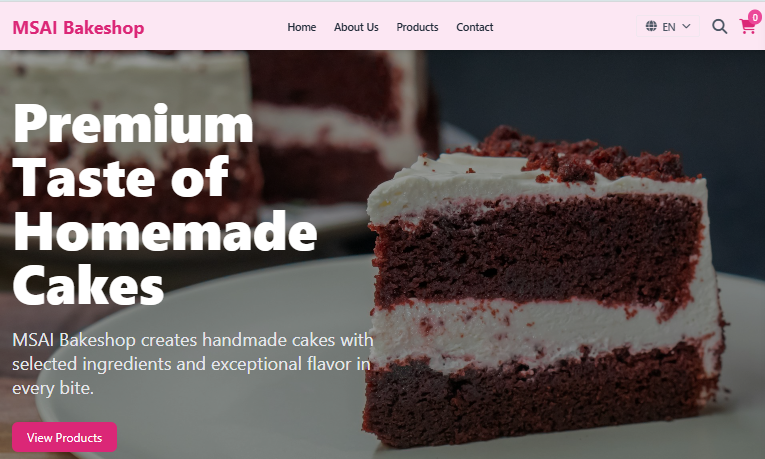 MSAI Bakeshop
Home About Us Products Contact
EN
0
Premium
Taste of
Homemade
Cakes
MSAI Bakeshop creates handmade cakes with
selected ingredients and exceptional flavor in
every bite.
View Products